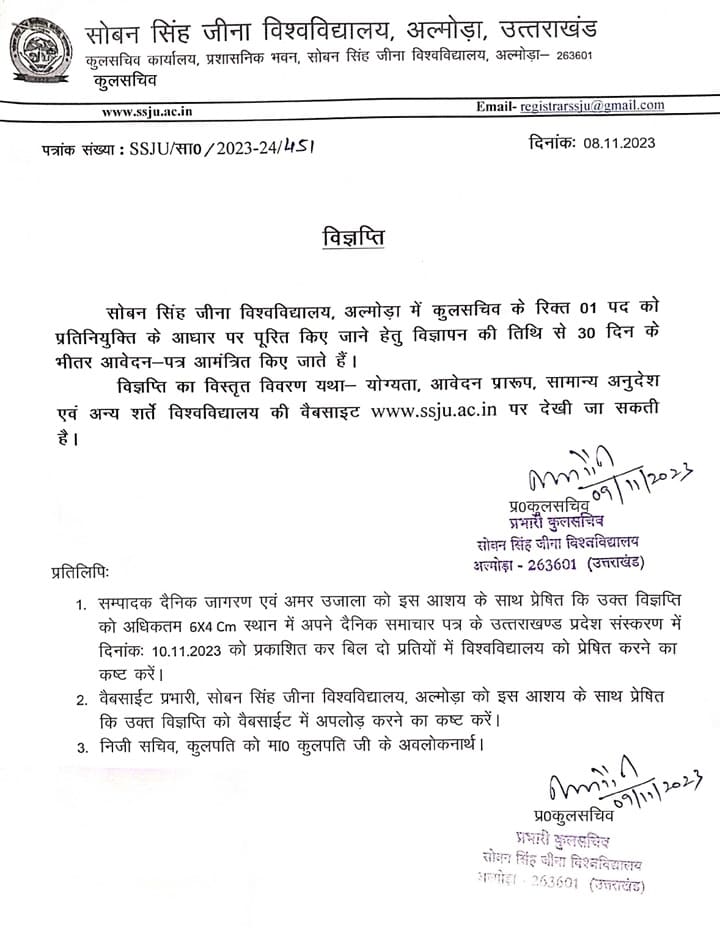 सोबन सिंह जीना विश्वविद्यालय, अल्मोड़ा, उत्तराखंड
कुलसचिव कार्यालय, प्रशासनिक भवन, सोबन सिंह जीना विश्वविद्यालय, अल्मोड़ा– 263601
कुलसचिव
www.ssju.ac.in
Email- registrarssju@gmail.com
पत्रांक संख्या : SSJU/सा0/2023-24/451
दिनांकः 08.11.2023
विज्ञप्ति
सोबन सिंह जीना विश्वविद्यालय, अल्मोड़ा में कुलसचिव के रिक्त 01 पद को
प्रतिनियुक्ति के आधार पर पूरित किए जाने हेतु विज्ञापन की तिथि से 30 दिन के
भीतर आवेदन–पत्र आमंत्रित किए जाते हैं।
विज्ञप्ति का विस्तृत विवरण यथा– योग्यता, आवेदन प्रारूप, सामान्य अनुदेश
एवं अन्य शर्ते विश्वविद्यालय की वैबसाइट www.ssju.ac.in पर देखी जा सकती
है।
09/11/2023
प्र0कुलसचिव
प्रभारी कुलसचिव
सोबन सिंह जीना विश्वविद्यालय
अल्मोड़ा - 263601 (उत्तराखंड)
प्रतिलिपिः
1. सम्पादक दैनिक जागरण एवं अमर उजाला को इस आशय के साथ प्रेषित कि उक्त विज्ञप्ति
को अधिकतम 6X4 Cm स्थान में अपने दैनिक समाचार पत्र के उत्तराखण्ड प्रदेश संस्करण में
दिनांकः 10.11.2023 को प्रकाशित कर बिल दो प्रतियों में विश्वविद्यालय को प्रेषित करने का
कष्ट करें।
2. वैबसाईट प्रभारी, सोबन सिंह जीना विश्वविद्यालय, अल्मोड़ा को इस आशय के साथ प्रेषित
कि उक्त विज्ञप्ति को वैबसाईट में अपलोड़ करने का कष्ट करें।
3. निजी सचिव, कुलपति को मा0 कुलपति जी के अवलोकनार्थ।
09/11/2023
प्र0कुलसचिव
प्रभारी कुलसचिव
सोबन सिंह जीना विश्वविद्यालय
अल्मोड़ा - 263601 (उत्तराखंड)